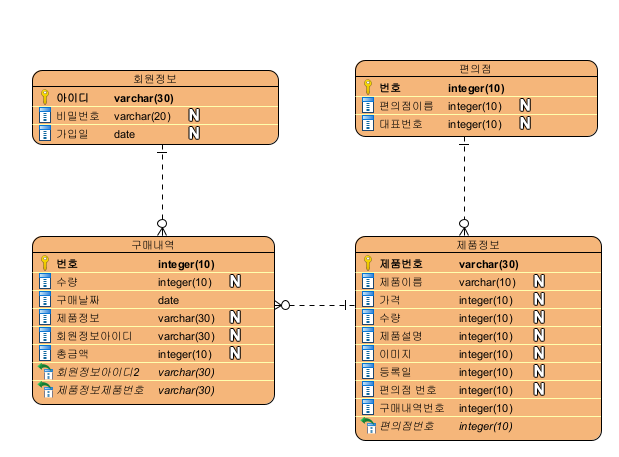 회원정보
아이디 varchar(30)
비밀번호 varchar(20) N
가입일 date N
편의점
번호 integer(10)
편의점이름 integer(10) N
대표번호 integer(10) N
구매내역
번호 integer(10)
수량 integer(10) N
구매날짜 date
제품정보 varchar(30) N
회원정보아이디 varchar(30) N
총금액 integer(10) N
회원정보아이디2 varchar(30)
제품정보제품번호 varchar(30)
제품정보
제품번호 varchar(30)
제품이름 varchar(10) N
가격 integer(10) N
수량 integer(10) N
제품설명 integer(10) N
이미지 integer(10) N
등록일 integer(10) N
편의점 번호 integer(10) N
구매내역번호 integer(10)
편의점번호 integer(10)